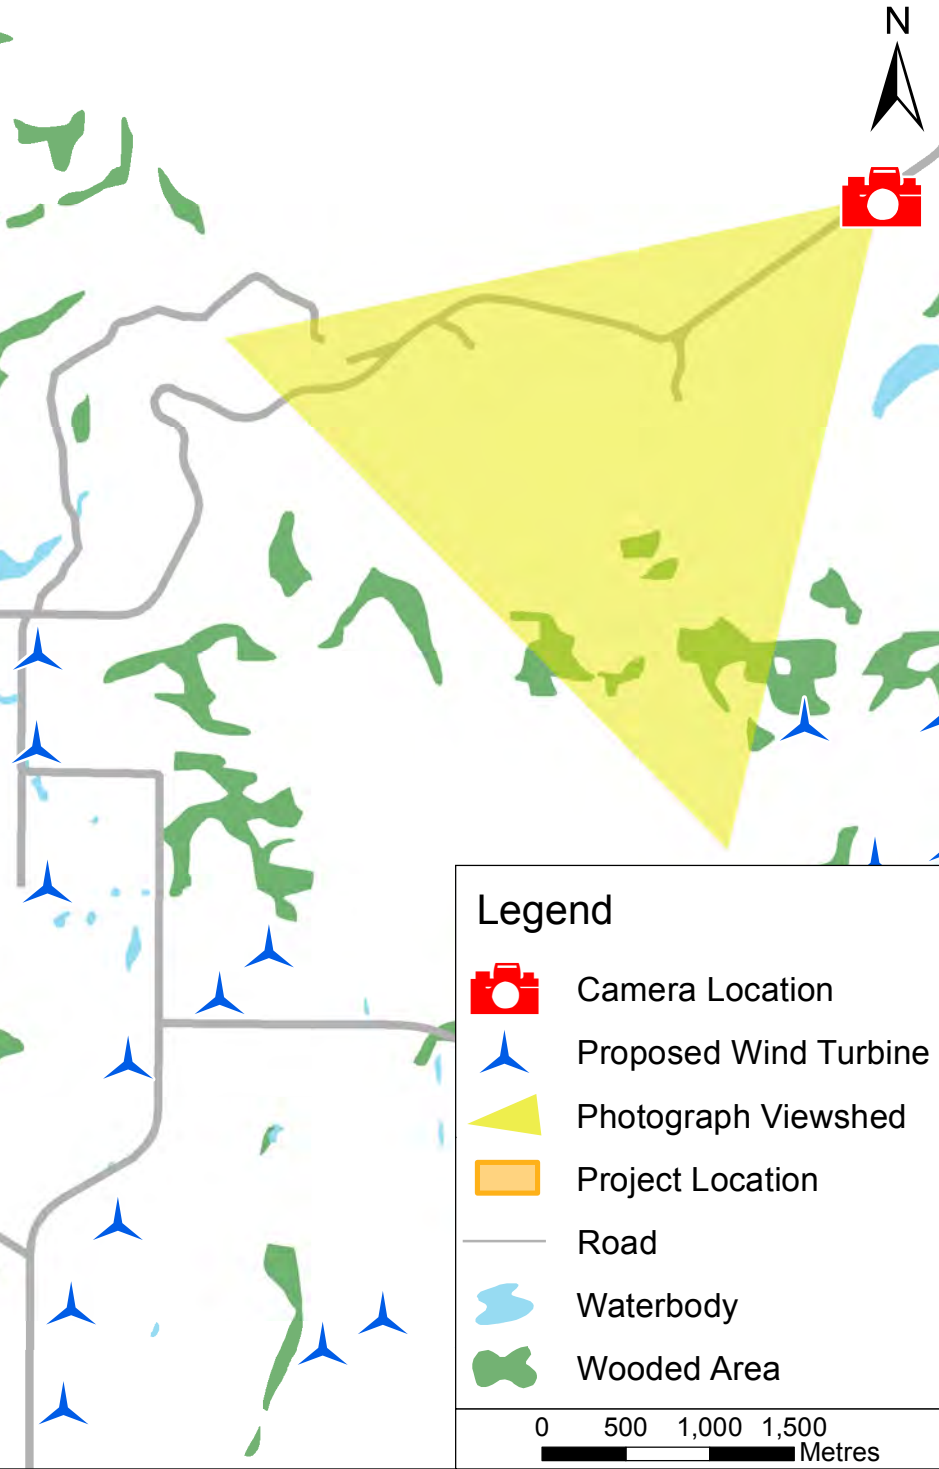 N
Legend
Camera Location
Proposed Wind Turbine
Photograph Viewshed
Project Location
Road
Waterbody
Wooded Area
0 500 1,000 1,500
Metres